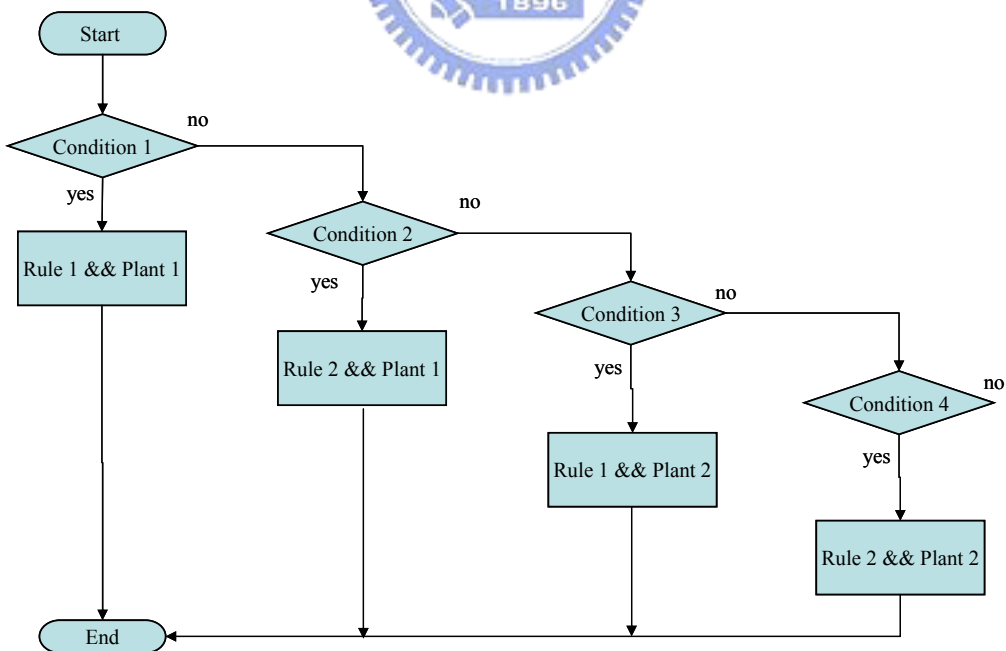 1896
Start
no
Condition 1
yes
no
Rule 1 && Plant 1
Condition 2
yes
no
Condition 3
Rule 2 && Plant 1
yes
no
Condition 4
yes
Rule 1 && Plant 2
Rule 2 && Plant 2
End